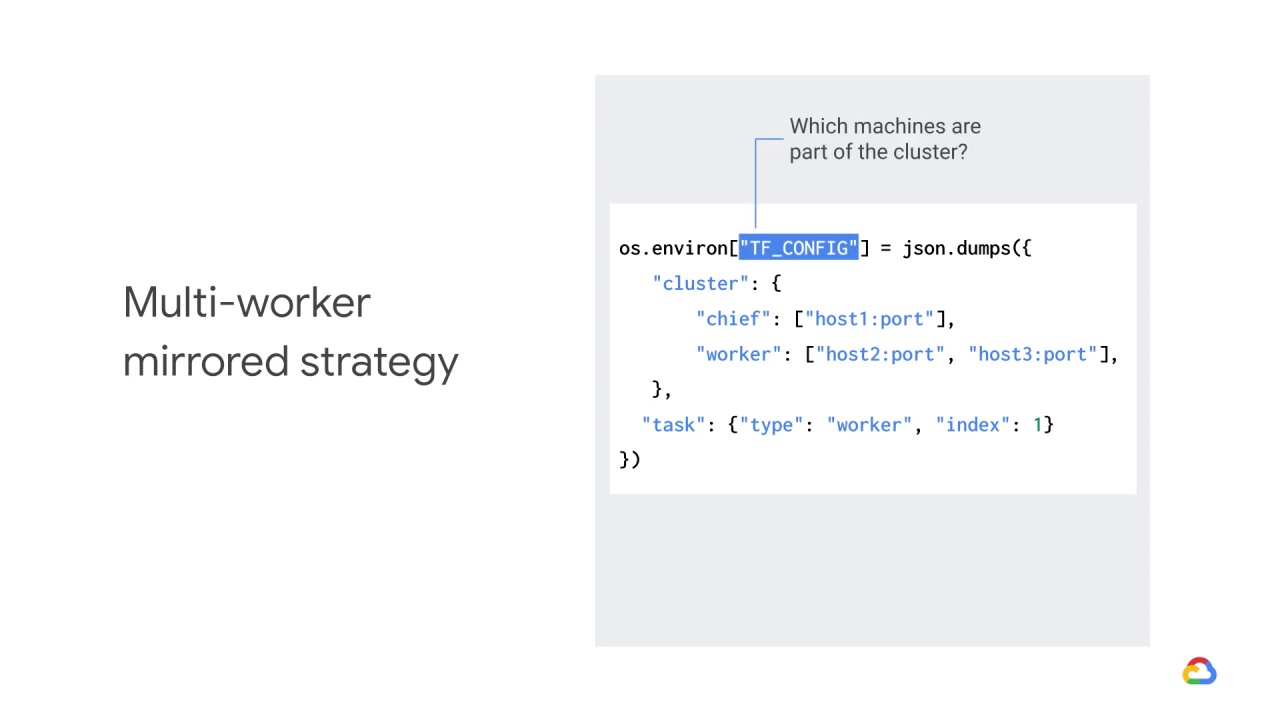 Multi-worker
mirrored strategy
Which machines are
part of the cluster?
os.environ["TF_CONFIG"] = json.dumps({
"cluster": {
"chief": ["host1:port"],
"worker": ["host2:port", "host3:port"],
},
"task": {"type": "worker", "index": 1}
})